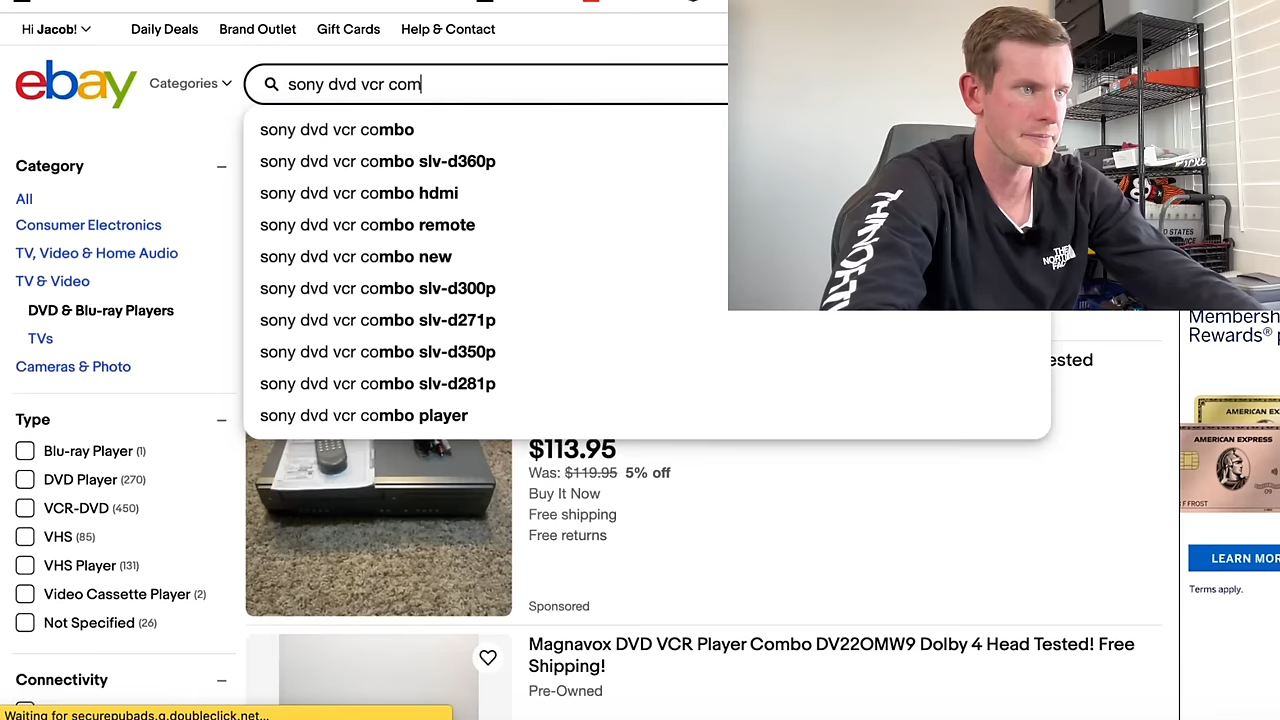 Hi Jacob!
Daily Deals
Brand Outlet
Gift Cards
Help & Contact
ebay
Categories
sony dvd vcr com
sony dvd vcr combo
sony dvd vcr combo slv-d360p
sony dvd vcr combo hdmi
sony dvd vcr combo remote
sony dvd vcr combo new
sony dvd vcr combo slv-d300p
sony dvd vcr combo slv-d271p
sony dvd vcr combo slv-d350p
sony dvd vcr combo slv-d281p
sony dvd vcr combo player
Category
All
Consumer Electronics
TV, Video & Home Audio
TV & Video
DVD & Blu-ray Players
TVs
Cameras & Photo
Type
Blu-ray Player (1)
DVD Player (270)
VCR-DVD (450)
VHS (85)
VHS Player (131)
Video Cassette Player (2)
Not Specified (26)
Connectivity
Waiting for securepubads.g.doubleclick.net...
ested
$113.95
Was: $119.95 5% off
Buy It Now
Free shipping
Free returns
Sponsored
Magnavox DVD VCR Player Combo DV220MW9 Dolby 4 Head Tested! Free
Shipping!
Pre-Owned
THE
NORTH
FAC
D STATES
Membersh
Rewards® p
AMERICAN EX
AMERICAN EXPRESS
LEARN MOR
Terms apply.